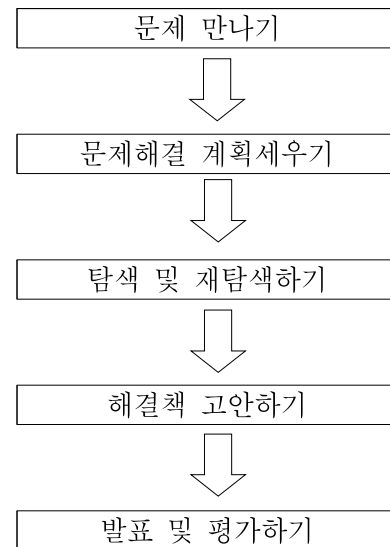 문제 만나기
문제해결 계획세우기
탐색 및 재탐색하기
해결책 고안하기
발표 및 평가하기